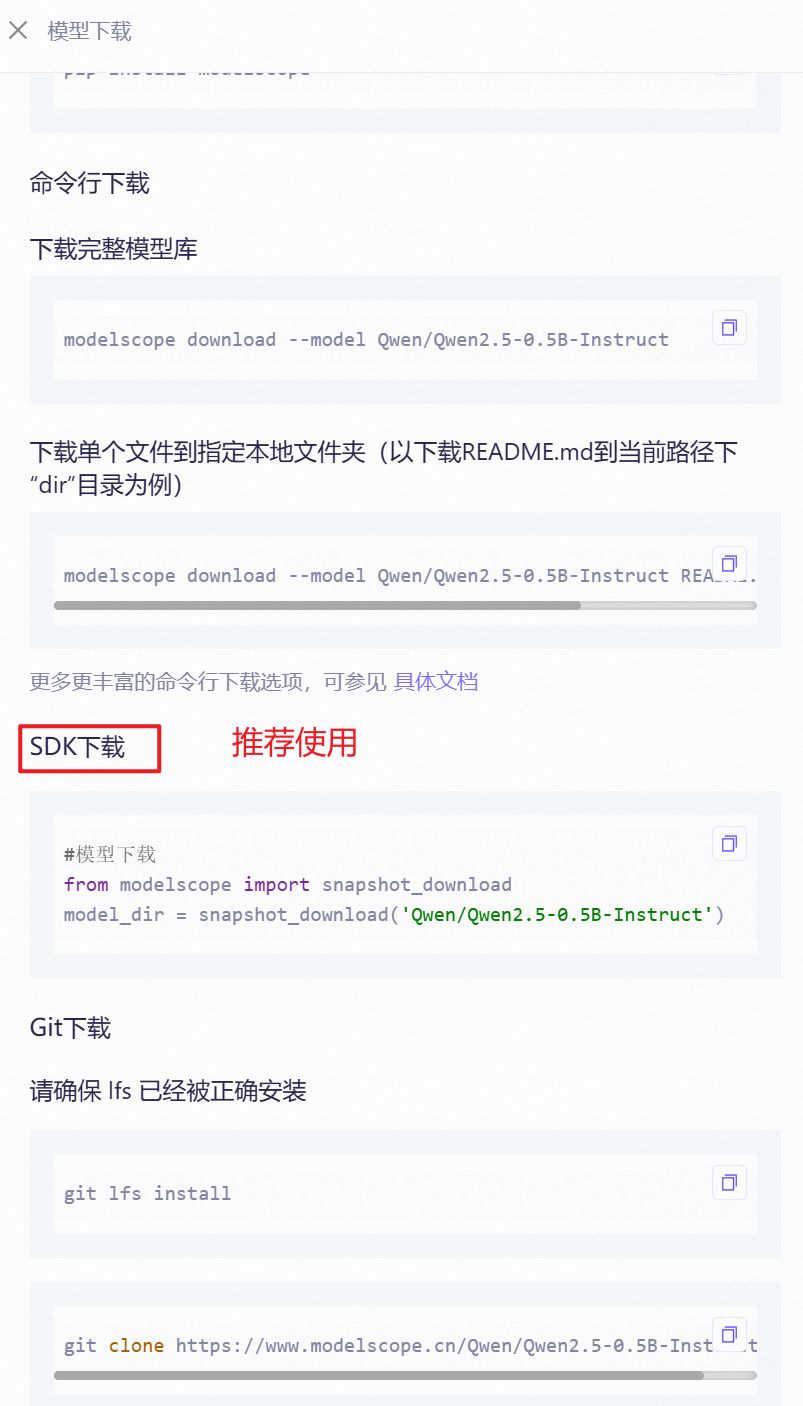 模型下载
pip install modelscope
命令行下载
下载完整模型库
modelscope download --model Qwen/Qwen2.5-0.5B-Instruct
下载单个文件到指定本地文件夹（以下载README.md到当前路径下
“dir”目录为例）
modelscope download --model Qwen/Qwen2.5-0.5B-Instruct README.
更多更丰富的命令行下载选项，可参见 具体文档
SDK下载 推荐使用
#模型下载
from modelscope import snapshot_download
model_dir = snapshot_download('Qwen/Qwen2.5-0.5B-Instruct')
Git下载
请确保 lfs 已经被正确安装
git lfs install
git clone https://www.modelscope.cn/Qwen/Qwen2.5-0.5B-Instruct